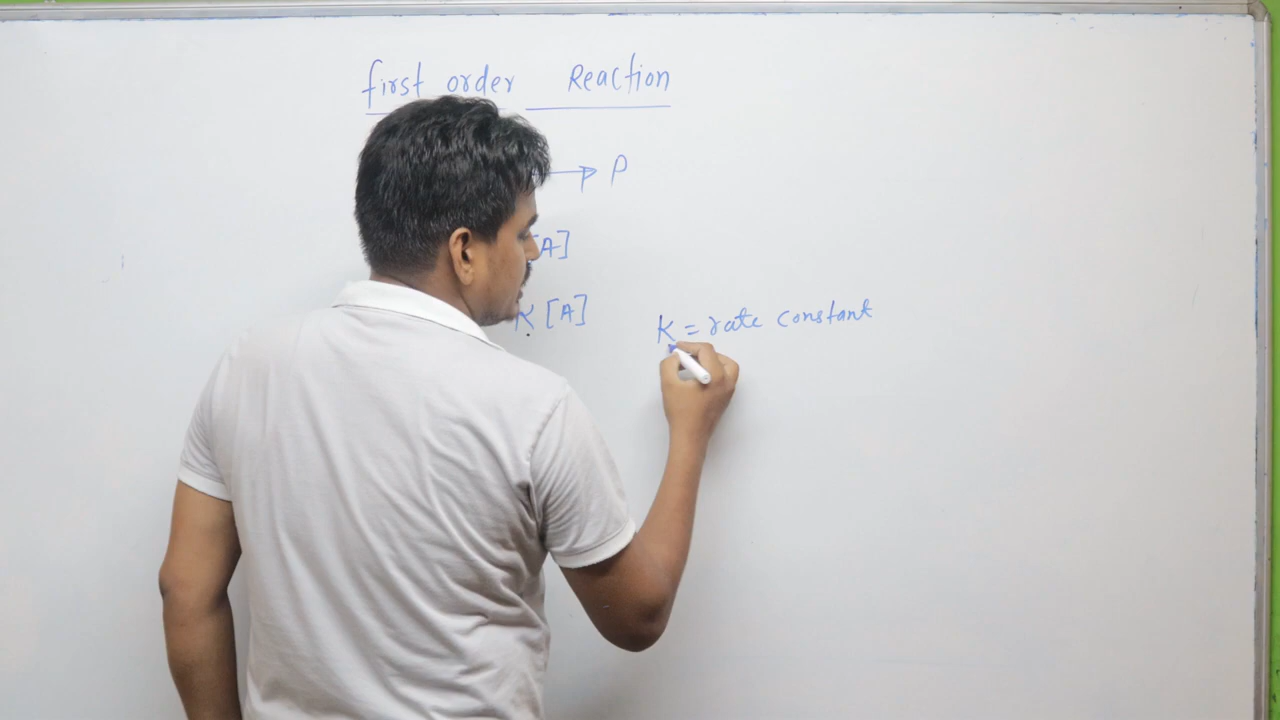 first order Reaction
→ P
[A]
K [A]
K = rate constant